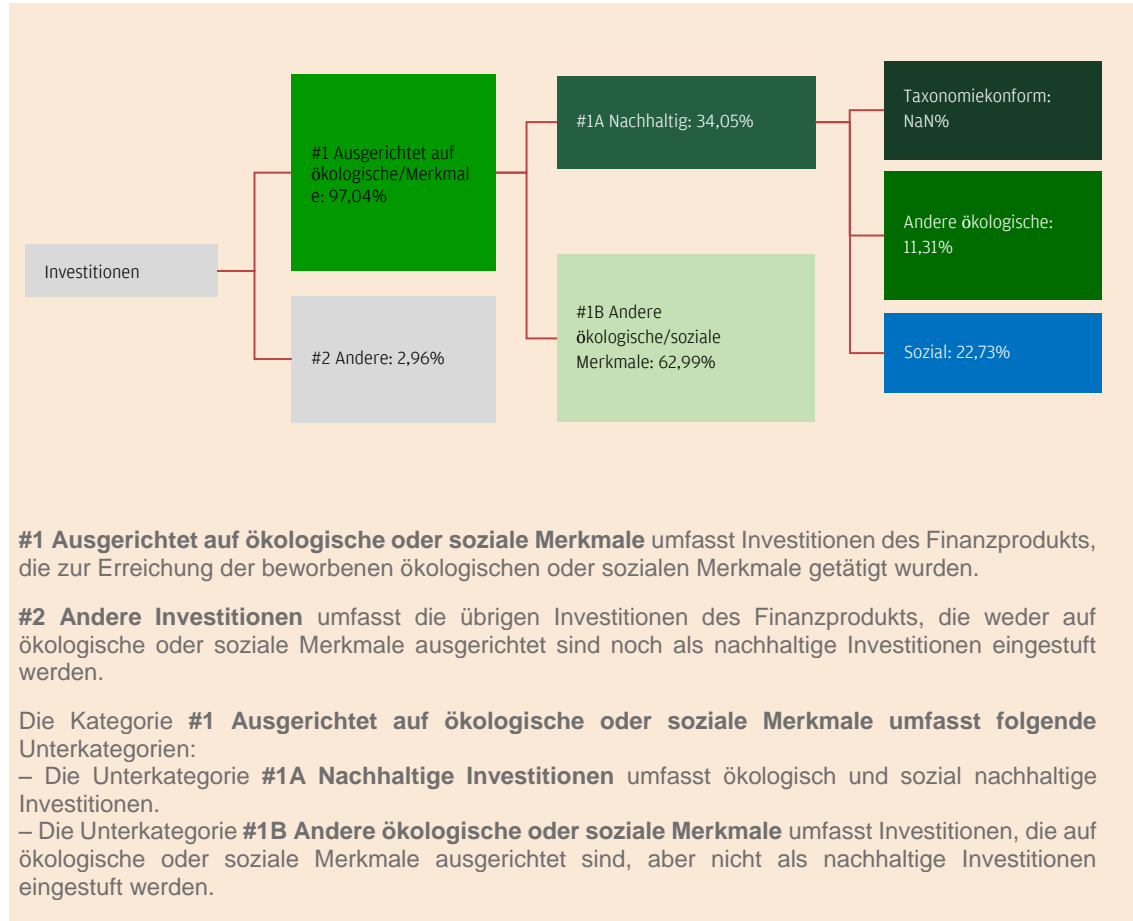 Investitionen
#1 Ausgerichtet auf
ökologische/Merkmal
e: 97,04%
#2 Andere: 2,96%
#1A Nachhaltig: 34,05%
#1B Andere
ökologische/soziale
Merkmale: 62,99%
Taxonomiekonform:
NaN%
Andere ökologische:
11,31%
Sozial: 22,73%
#1 Ausgerichtet auf ökologische oder soziale Merkmale umfasst Investitionen des Finanzprodukts,
die zur Erreichung der beworbenen ökologischen oder sozialen Merkmale getätigt wurden.
#2 Andere Investitionen umfasst die übrigen Investitionen des Finanzprodukts, die weder auf
ökologische oder soziale Merkmale ausgerichtet sind noch als nachhaltige Investitionen eingestuft
werden.
Die Kategorie #1 Ausgerichtet auf ökologische oder soziale Merkmale umfasst folgende
Unterkategorien:
– Die Unterkategorie #1A Nachhaltige Investitionen umfasst ökologisch und sozial nachhaltige
Investitionen.
– Die Unterkategorie #1B Andere ökologische oder soziale Merkmale umfasst Investitionen, die auf
ökologische oder soziale Merkmale ausgerichtet sind, aber nicht als nachhaltige Investitionen
eingestuft werden.